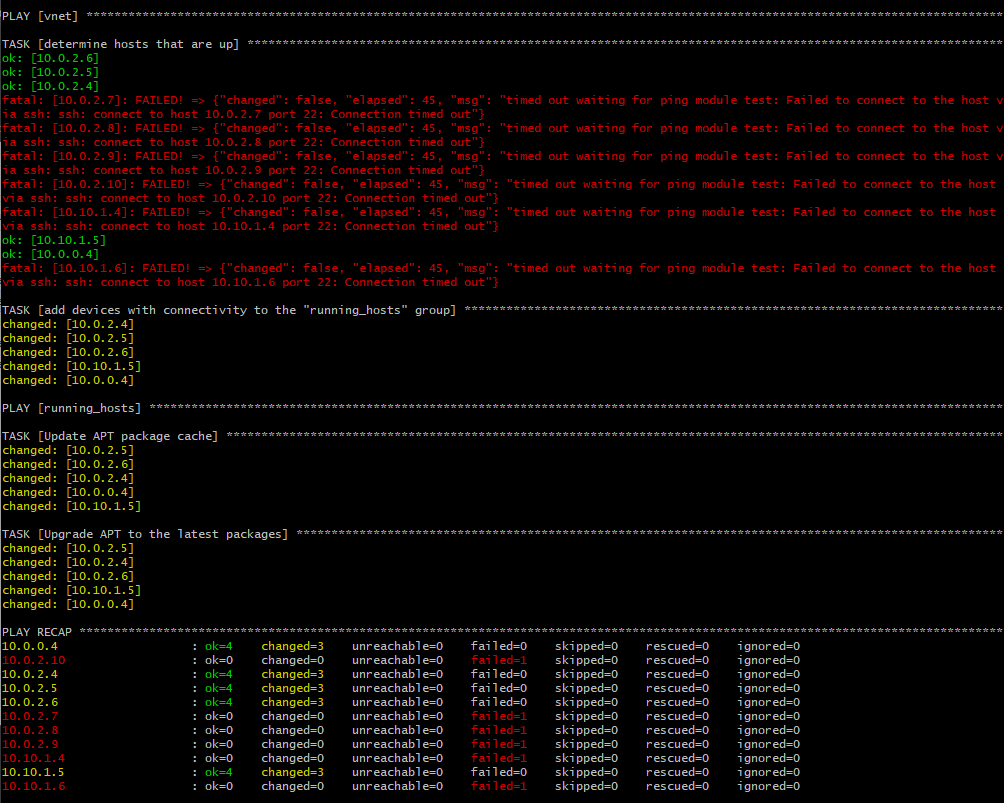 PLAY [vnet] ***********************************************************************************************************************************
TASK [determine hosts that are up] ************************************************************************************************************
ok: [10.0.2.6]
ok: [10.0.2.5]
ok: [10.0.2.4]
fatal: [10.0.2.7]: FAILED! => {"changed": false, "elapsed": 45, "msg": "timed out waiting for ping module test: Failed to connect to the host v
ia ssh: ssh: connect to host 10.0.2.7 port 22: Connection timed out"}
fatal: [10.0.2.8]: FAILED! => {"changed": false, "elapsed": 45, "msg": "timed out waiting for ping module test: Failed to connect to the host v
ia ssh: ssh: connect to host 10.0.2.8 port 22: Connection timed out"}
fatal: [10.0.2.9]: FAILED! => {"changed": false, "elapsed": 45, "msg": "timed out waiting for ping module test: Failed to connect to the host v
ia ssh: ssh: connect to host 10.0.2.9 port 22: Connection timed out"}
fatal: [10.0.2.10]: FAILED! => {"changed": false, "elapsed": 45, "msg": "timed out waiting for ping module test: Failed to connect to the host
via ssh: ssh: connect to host 10.0.2.10 port 22: Connection timed out"}
fatal: [10.10.1.4]: FAILED! => {"changed": false, "elapsed": 45, "msg": "timed out waiting for ping module test: Failed to connect to the host
via ssh: ssh: connect to host 10.10.1.4 port 22: Connection timed out"}
ok: [10.10.1.5]
ok: [10.0.0.4]
fatal: [10.10.1.6]: FAILED! => {"changed": false, "elapsed": 45, "msg": "timed out waiting for ping module test: Failed to connect to the host
via ssh: ssh: connect to host 10.10.1.6 port 22: Connection timed out"}
TASK [add devices with connectivity to the "running_hosts" group] *****************************************************************************
changed: [10.0.2.4]
changed: [10.0.2.5]
changed: [10.0.2.6]
changed: [10.10.1.5]
changed: [10.0.0.4]
PLAY [running_hosts] **************************************************************************************************************************
TASK [Update APT package cache] ***************************************************************************************************************
changed: [10.0.2.5]
changed: [10.0.2.6]
changed: [10.0.2.4]
changed: [10.0.0.4]
changed: [10.10.1.5]
TASK [Upgrade APT to the latest packages] *****************************************************************************************************
changed: [10.0.2.5]
changed: [10.0.2.4]
changed: [10.0.2.6]
changed: [10.10.1.5]
changed: [10.0.0.4]
PLAY RECAP ************************************************************************************************************************************
10.0.0.4 : ok=4 changed=3 unreachable=0 failed=0 skipped=0 rescued=0 ignored=0
10.0.2.10 : ok=0 changed=0 unreachable=0 failed=1 skipped=0 rescued=0 ignored=0
10.0.2.4 : ok=4 changed=3 unreachable=0 failed=0 skipped=0 rescued=0 ignored=0
10.0.2.5 : ok=4 changed=3 unreachable=0 failed=0 skipped=0 rescued=0 ignored=0
10.0.2.6 : ok=4 changed=3 unreachable=0 failed=0 skipped=0 rescued=0 ignored=0
10.0.2.7 : ok=0 changed=0 unreachable=0 failed=1 skipped=0 rescued=0 ignored=0
10.0.2.8 : ok=0 changed=0 unreachable=0 failed=1 skipped=0 rescued=0 ignored=0
10.0.2.9 : ok=0 changed=0 unreachable=0 failed=1 skipped=0 rescued=0 ignored=0
10.10.1.4 : ok=0 changed=0 unreachable=0 failed=1 skipped=0 rescued=0 ignored=0
10.10.1.5 : ok=4 changed=3 unreachable=0 failed=0 skipped=0 rescued=0 ignored=0
10.10.1.6 : ok=0 changed=0 unreachable=0 failed=1 skipped=0 rescued=0 ignored=0